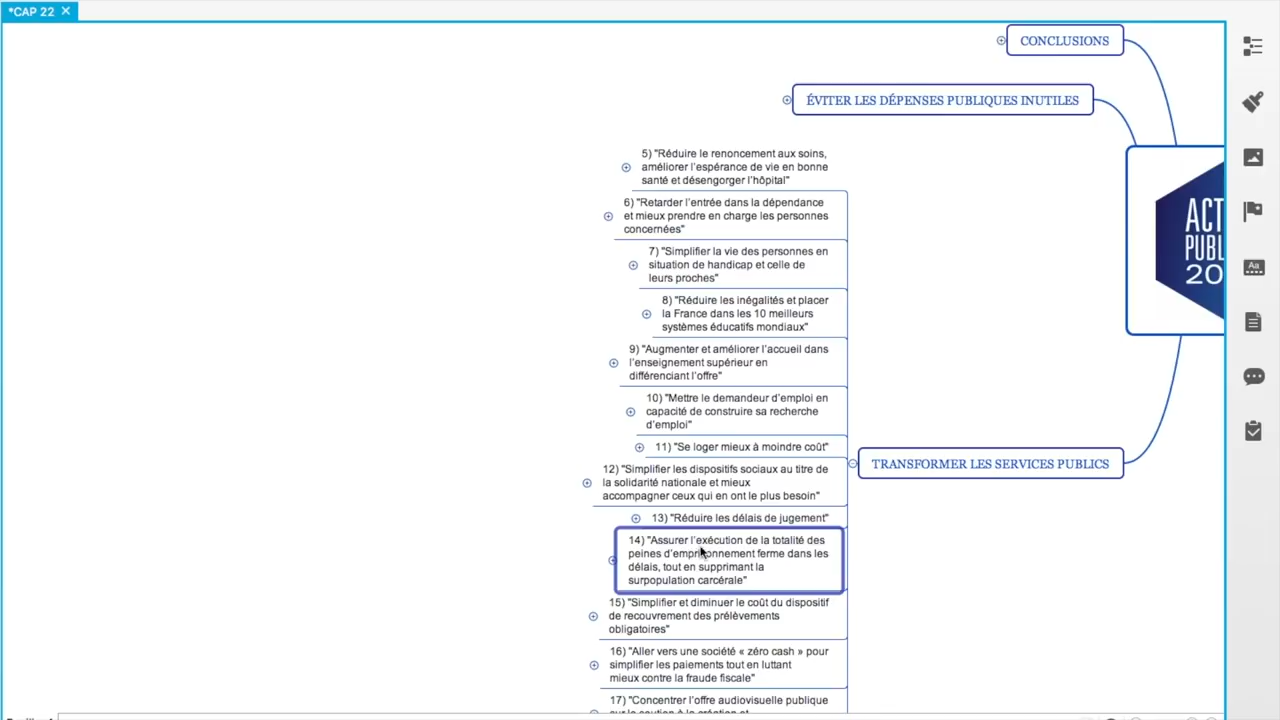 *CAP 22 ×
CONCLUSIONS
ÉVITER LES DÉPENSES PUBLIQUES INUTILES
5) "Réduire le renoncement aux soins,
améliorer l'espérance de vie en bonne
santé et désengorger l'hôpital"
6) "Retarder l'entrée dans la dépendance
et mieux prendre en charge les personnes
concernées"
7) "Simplifier la vie des personnes en
situation de handicap et celle de
leurs proches"
8) "Réduire les inégalités et placer
la France dans les 10 meilleurs
systèmes éducatifs mondiaux"
9) "Augmenter et améliorer l'accueil dans
l'enseignement supérieur en
différenciant l'offre"
10) "Mettre le demandeur d'emploi en
capacité de construire sa recherche
d'emploi"
11) "Se loger mieux à moindre coût"
12) "Simplifier les dispositifs sociaux au titre de
la solidarité nationale et mieux
accompagner ceux qui en ont le plus besoin"
13) "Réduire les délais de jugement"
14) "Assurer l'exécution de la totalité des
peines d'emprisonnement ferme dans les
délais, tout en supprimant la
surpopulation carcérale"
15) "Simplifier et diminuer le coût du dispositif
de recouvrement des prélèvements
obligatoires"
16) "Aller vers une société « zéro cash » pour
simplifier les paiements tout en luttant
mieux contre la fraude fiscale"
17) "Concentrer l'offre audiovisuelle publique
TRANSFORMER LES SERVICES PUBLICS
ACT
PUBL
20
Aa